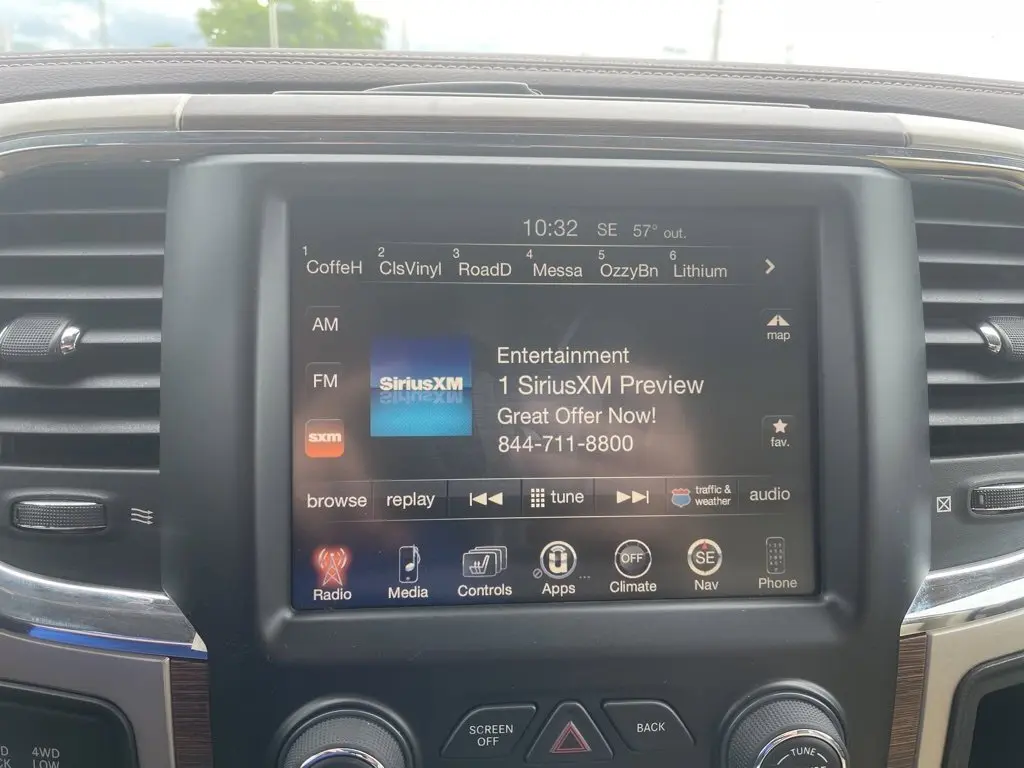 10:32 SE 57° out.
1 CoffeH 2 ClsVinyl 3 RoadD 4 Messa 5 OzzyBn 6 Lithium
AM
map
FM
SiriusXM
Entertainment
1 SiriusXM Preview
Great Offer Now!
844-711-8800
sxm
fav.
browse replay tune traffic & weather audio
OFF SE
Radio Media Controls Apps Climate Nav Phone
SCREEN OFF
BACK
TUNE
4WD
LOW